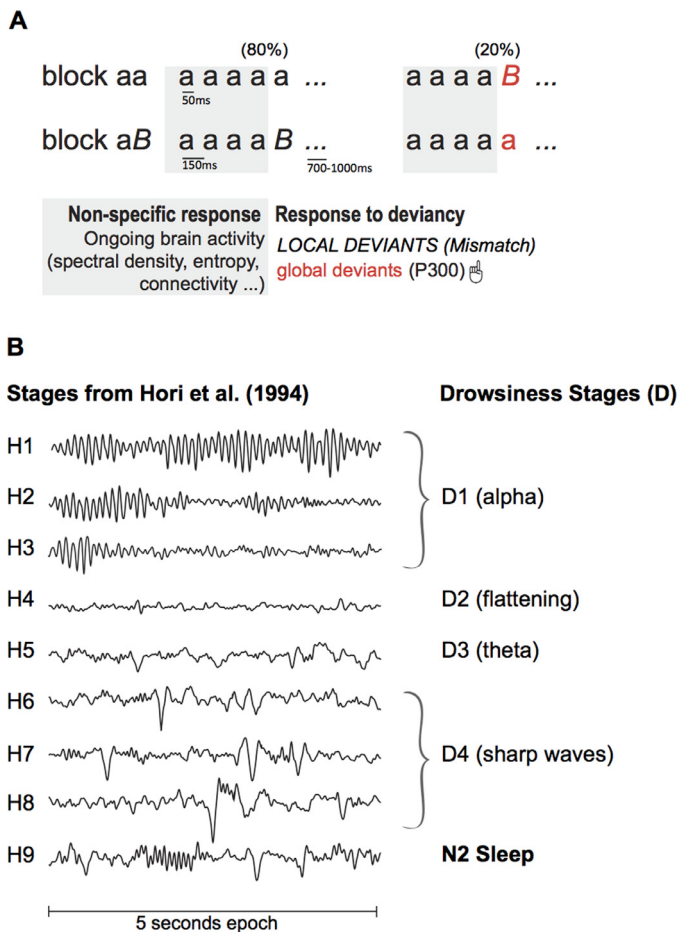 A
(80%) (20%)
block aa a a a a a ... a a a a B ...
50ms
block aB a a a a B ... a a a a a ...
150ms 700-1000ms
Non-specific response Response to deviancy
Ongoing brain activity LOCAL DEVIANTS (Mismatch)
(spectral density, entropy, global deviants (P300)
connectivity ...)
B
Stages from Hori et al. (1994) Drowsiness Stages (D)
H1
H2 D1 (alpha)
H3
H4 D2 (flattening)
H5 D3 (theta)
H6
H7 D4 (sharp waves)
H8
H9 N2 Sleep
5 seconds epoch